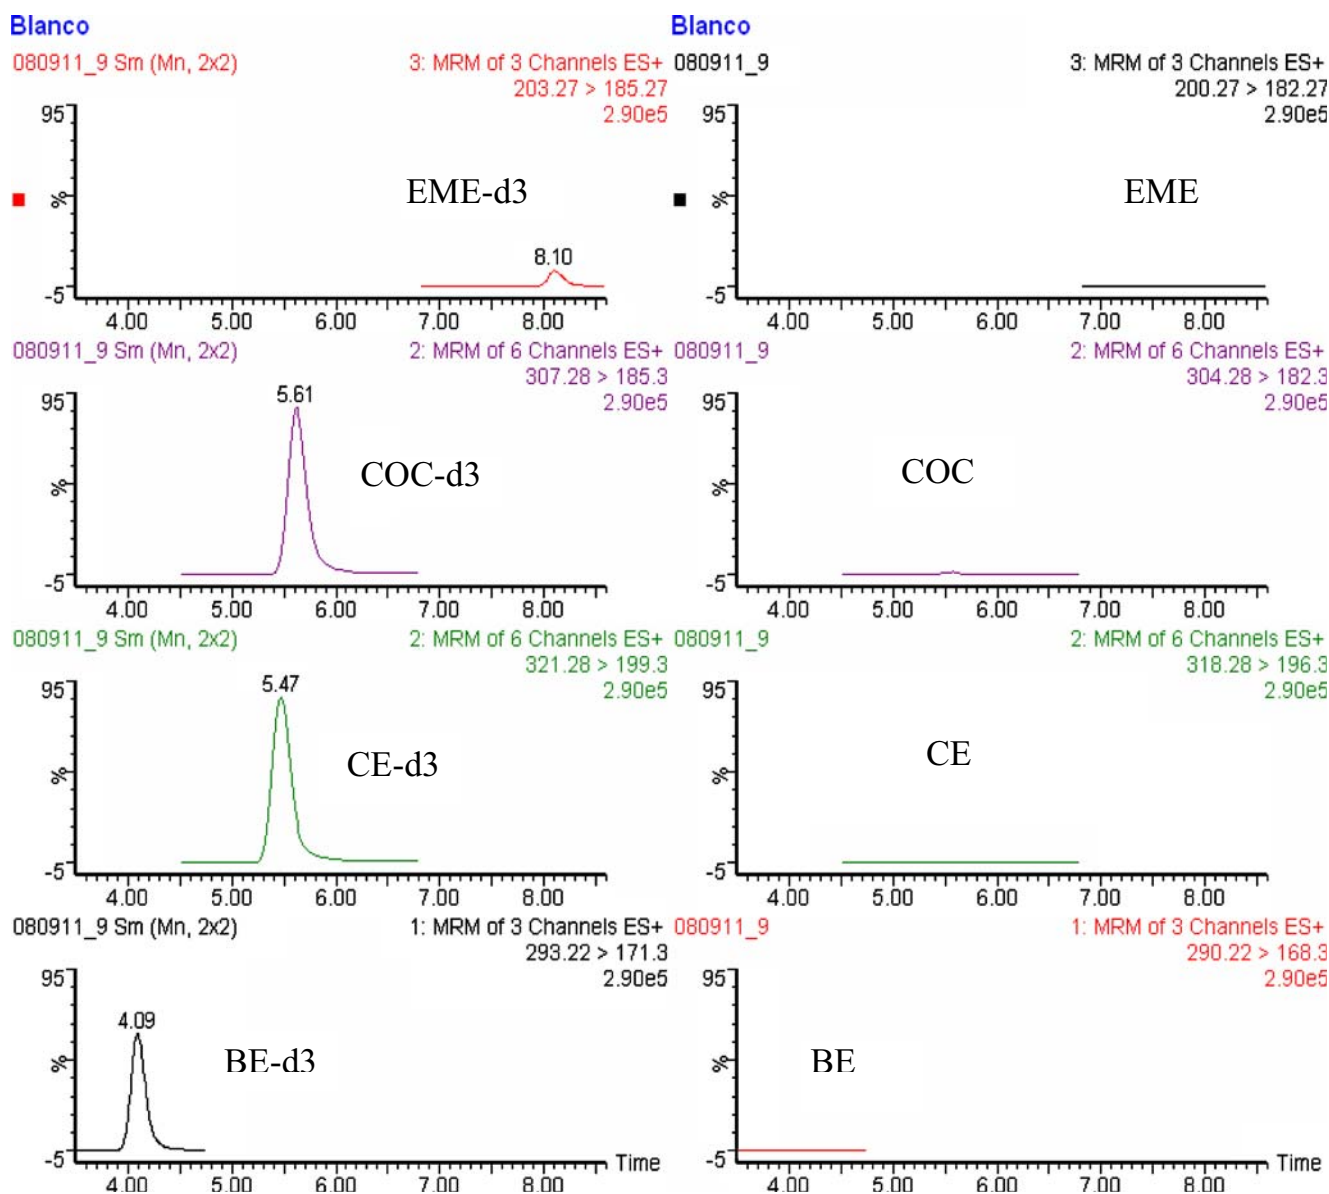 Blanco
080911_9 Sm (Mn, 2x2) 3: MRM of 3 Channels ES+
203.27 > 185.27
2.90e5
95
%
-5
EME-d3
8.10
4.00 5.00 6.00 7.00 8.00
Blanco
080911_9 3: MRM of 3 Channels ES+
200.27 > 182.27
2.90e5
95
%
-5
EME
4.00 5.00 6.00 7.00 8.00
080911_9 Sm (Mn, 2x2) 2: MRM of 6 Channels ES+
307.28 > 185.3
2.90e5
95
%
-5
5.61
COC-d3
4.00 5.00 6.00 7.00 8.00
080911_9 2: MRM of 6 Channels ES+
304.28 > 182.3
2.90e5
95
%
-5
COC
4.00 5.00 6.00 7.00 8.00
080911_9 Sm (Mn, 2x2) 2: MRM of 6 Channels ES+
321.28 > 199.3
2.90e5
95
%
-5
5.47
CE-d3
4.00 5.00 6.00 7.00 8.00
080911_9 2: MRM of 6 Channels ES+
318.28 > 196.3
2.90e5
95
%
-5
CE
4.00 5.00 6.00 7.00 8.00
080911_9 Sm (Mn, 2x2) 1: MRM of 3 Channels ES+
293.22 > 171.3
2.90e5
95
%
-5
4.09
BE-d3
Time
4.00 5.00 6.00 7.00 8.00
080911_9 1: MRM of 3 Channels ES+
290.22 > 168.3
2.90e5
95
%
-5
BE
Time
4.00 5.00 6.00 7.00 8.00